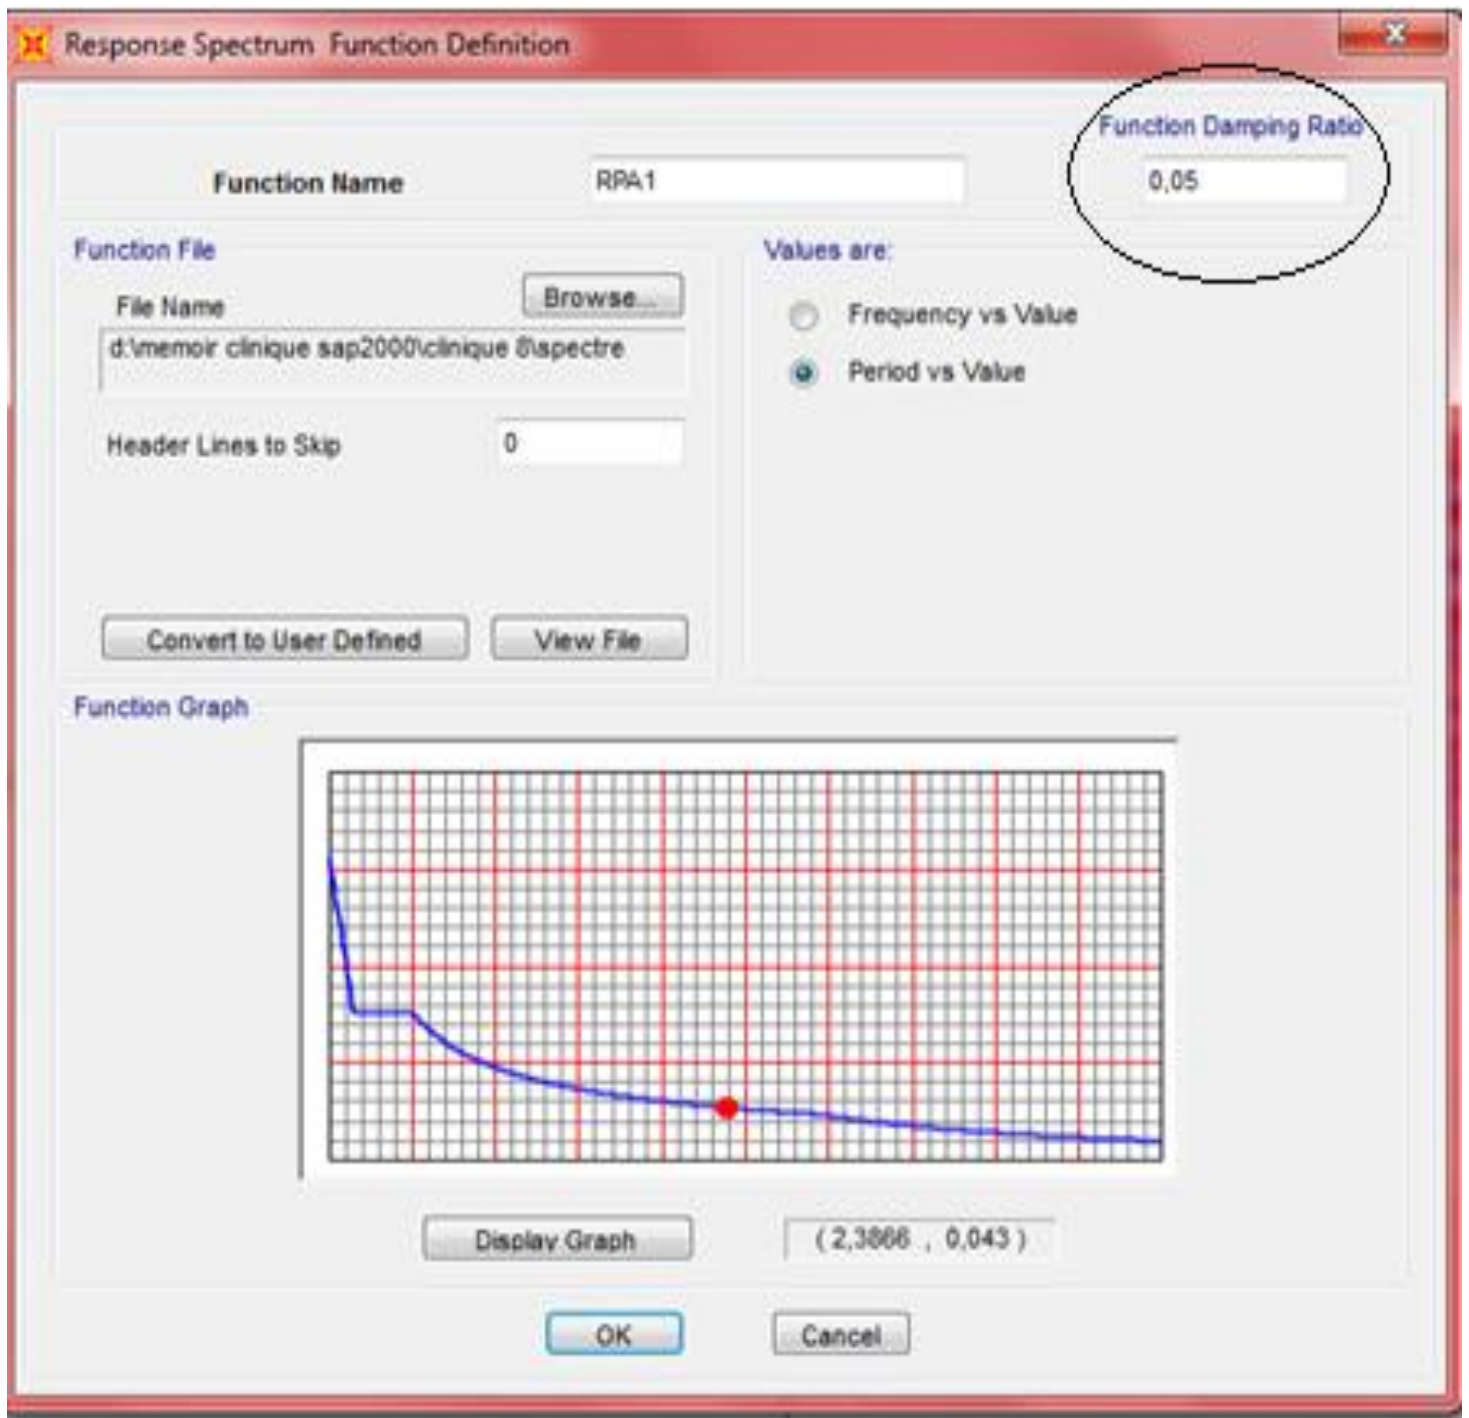 Response Spectrum Function Definition
Function Damping Ratio
Function Name
RPA1
0,05
Function File
Values are:
File Name
Browse...
Frequency vs Value
d:\memoir clinique sap2000\clinique 8\spectre
Period vs Value
Header Lines to Skip
0
Convert to User Defined
View File
Function Graph
Display Graph
( 2,3866 , 0,043 )
OK
Cancel